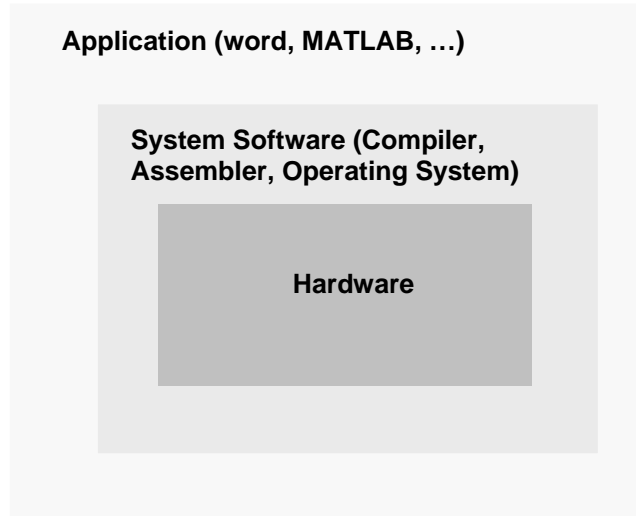 Application (word, MATLAB, …)
System Software (Compiler,
Assembler, Operating System)
Hardware